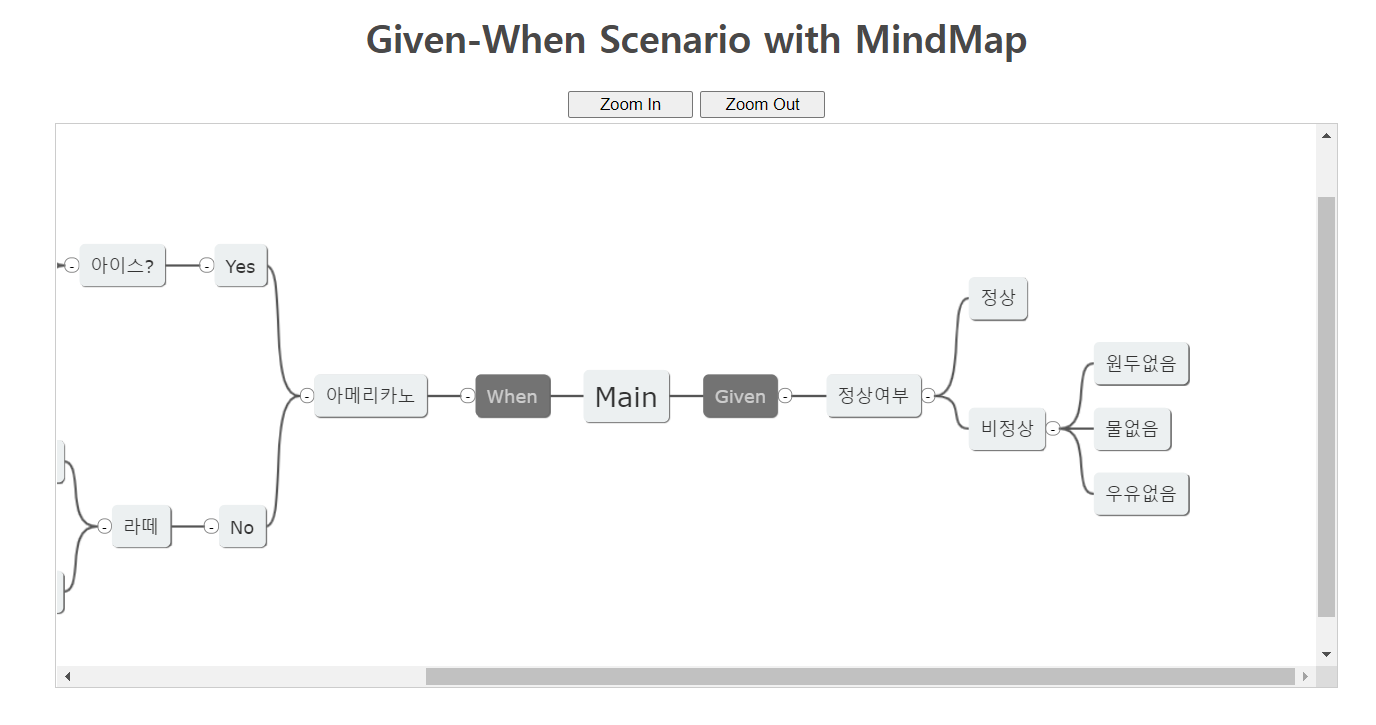 Given-When Scenario with MindMap
Zoom In Zoom Out
아이스? Yes
정상
원두없음
아메리카노 When Main Given 정상여부
비정상 물없음
우유없음
라떼 No